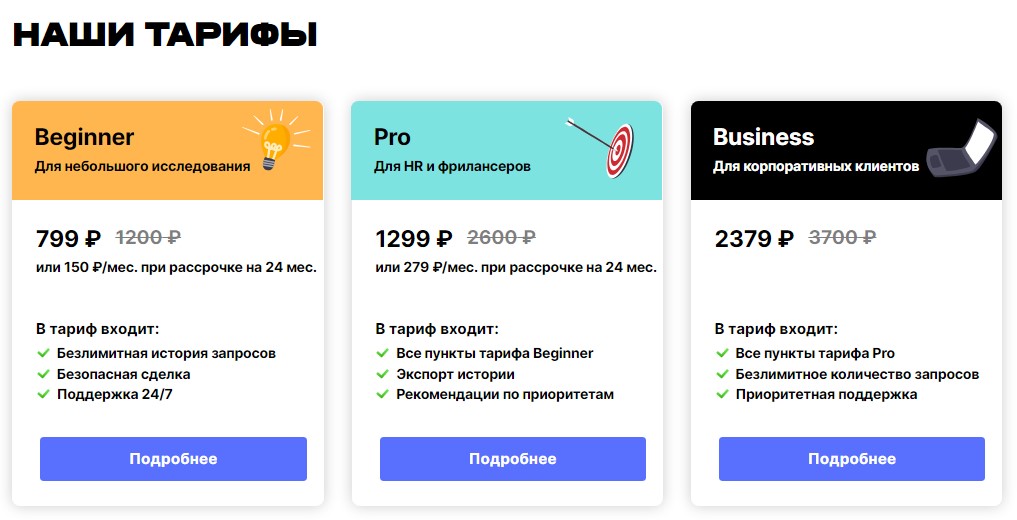 НАШИ ТАРИФЫ
Beginner
Для небольшого исследования
799 ₽ 1200 ₽
или 150 ₽/мес. при рассрочке на 24 мес.
В тариф входит:
Безлимитная история запросов
Безопасная сделка
Поддержка 24/7
Подробнее
Pro
Для HR и фрилансеров
1299 ₽ 2600 ₽
или 279 ₽/мес. при рассрочке на 24 мес.
В тариф входит:
Все пункты тарифа Beginner
Экспорт истории
Рекомендации по приоритетам
Подробнее
Business
Для корпоративных клиентов
2379 ₽ 3700 ₽
В тариф входит:
Все пункты тарифа Pro
Безлимитное количество запросов
Приоритетная поддержка
Подробнее